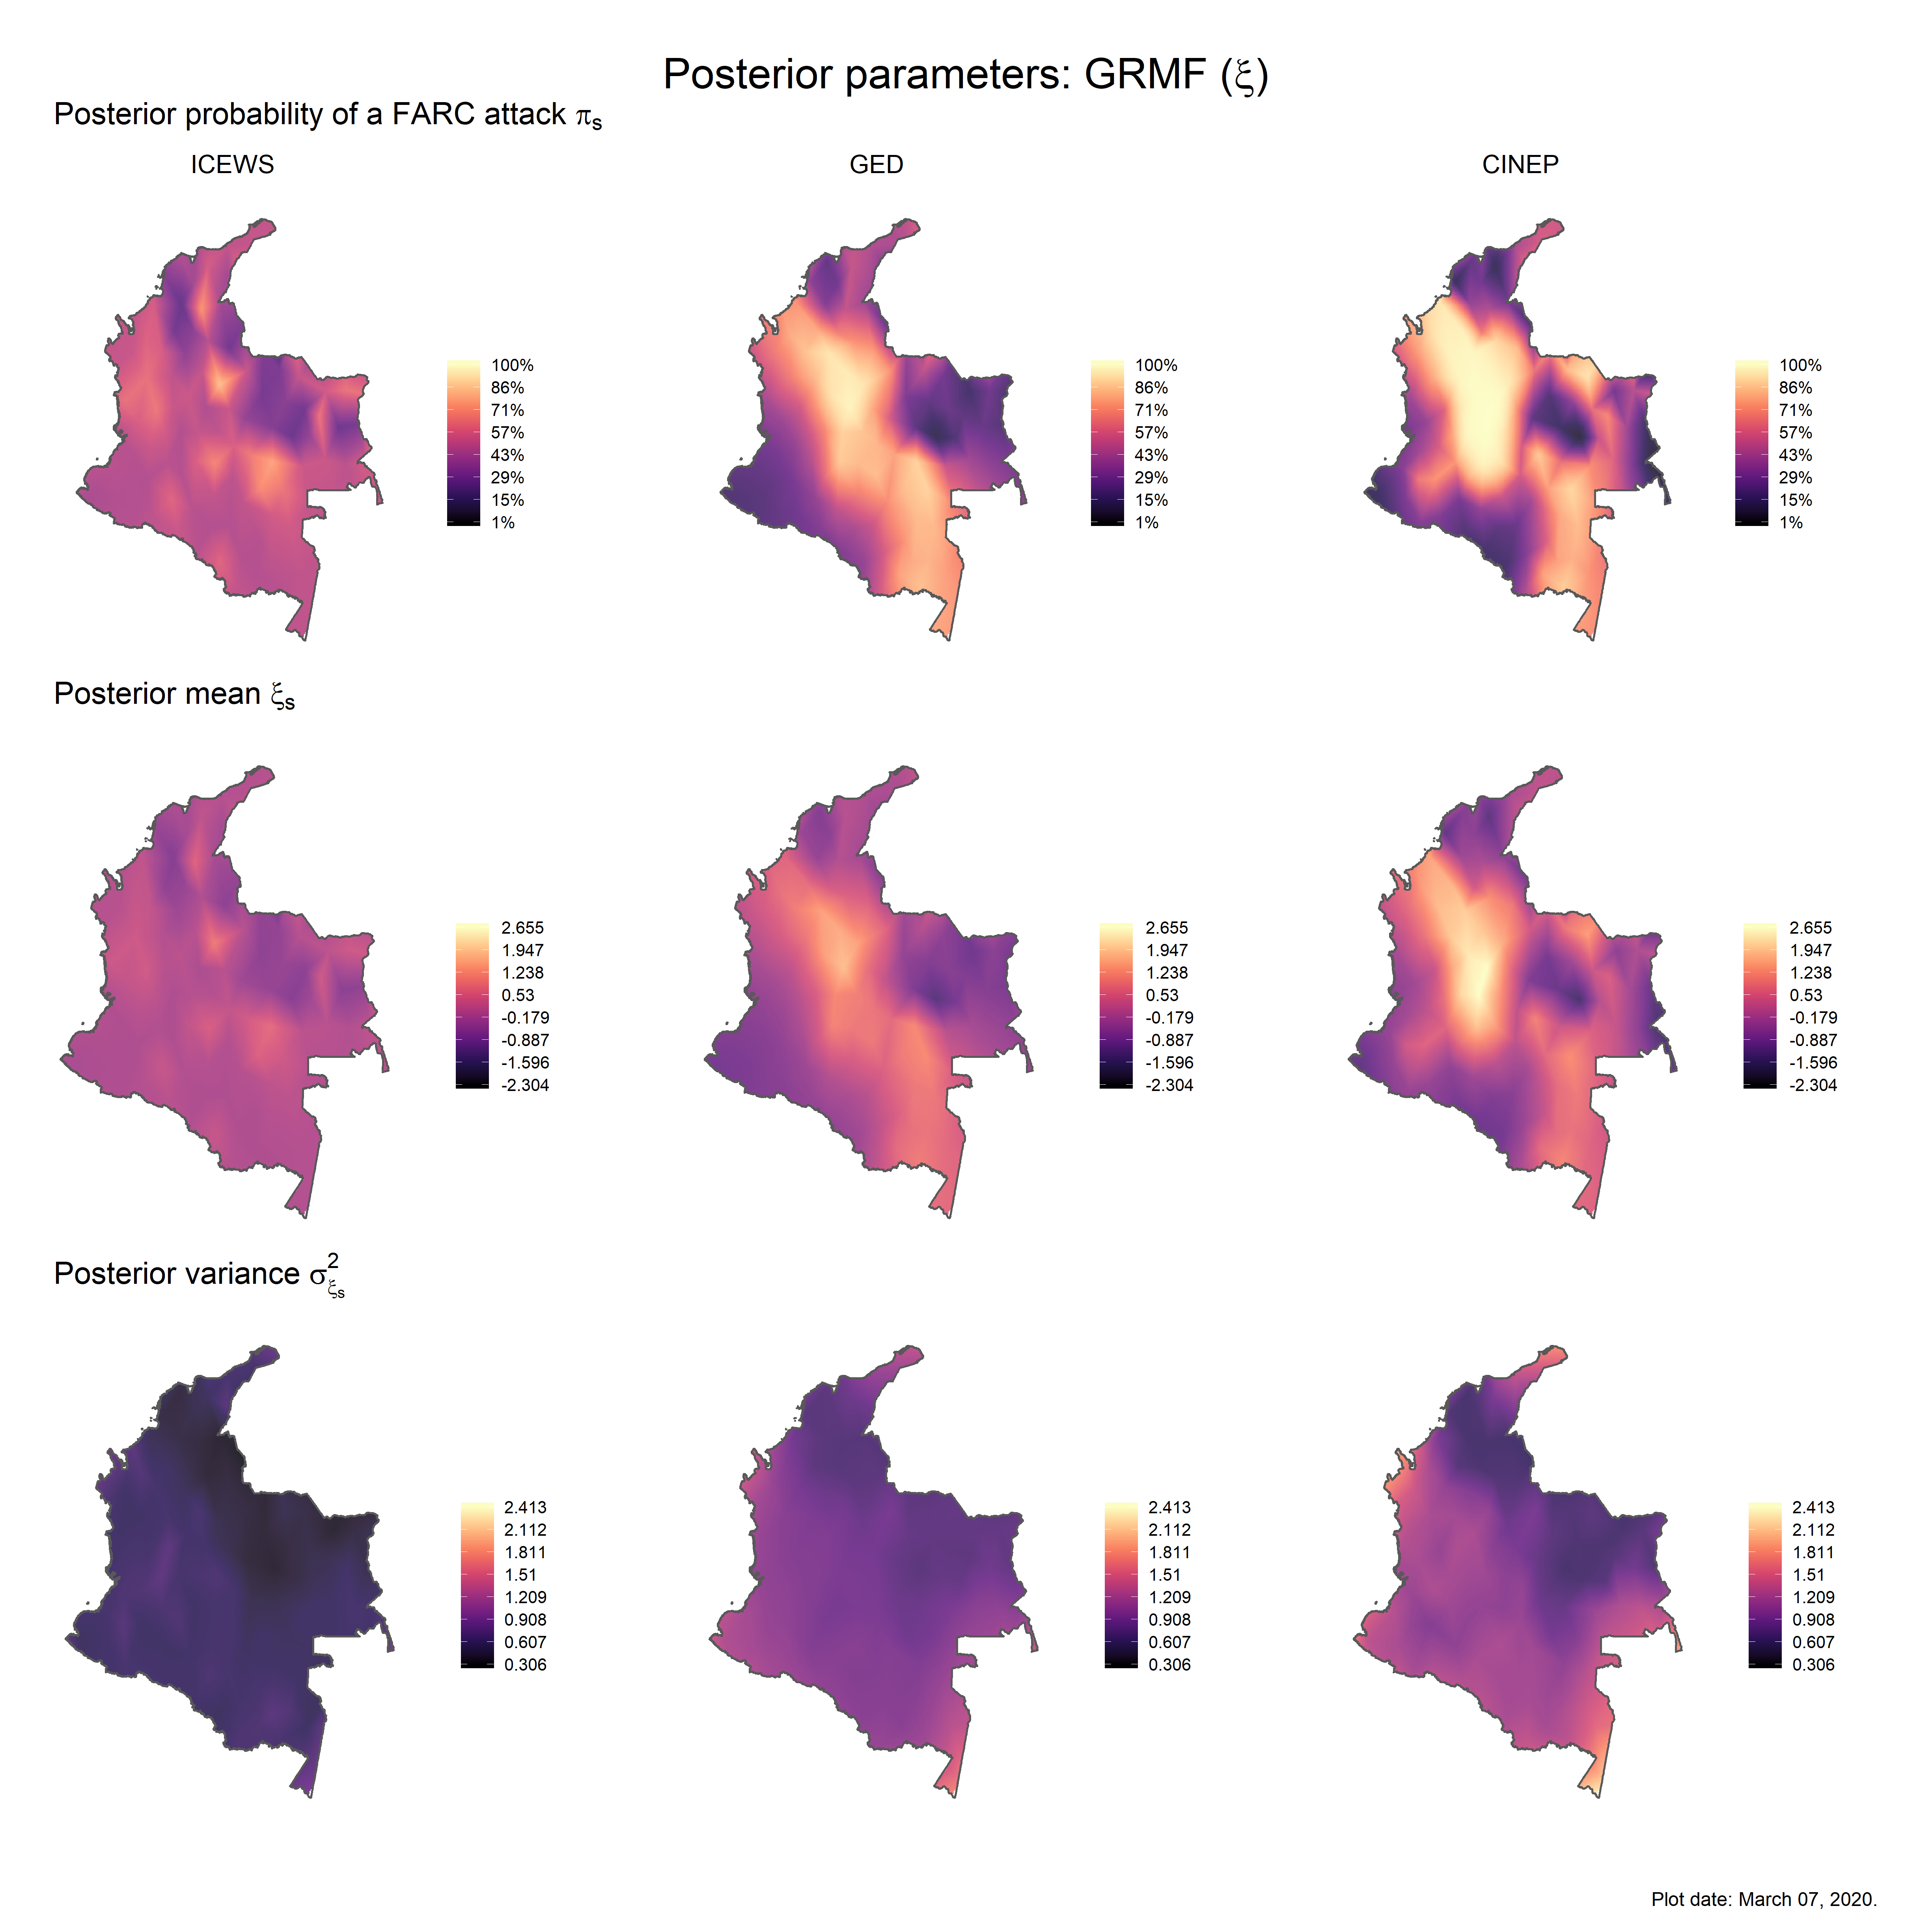 Posterior parameters: GRMF (ξ)
Posterior probability of a FARC attack πs
ICEWS GED CINEP
100% 100% 100%
86% 86% 86%
71% 71% 71%
57% 57% 57%
43% 43% 43%
29% 29% 29%
15% 15% 15%
1% 1% 1%
Posterior mean ξs
2.655 2.655 2.655
1.947 1.947 1.947
1.238 1.238 1.238
0.53 0.53 0.53
-0.179 -0.179 -0.179
-0.887 -0.887 -0.887
-1.596 -1.596 -1.596
-2.304 -2.304 -2.304
Posterior variance σ²ξs
2.413 2.413 2.413
2.112 2.112 2.112
1.811 1.811 1.811
1.51 1.51 1.51
1.209 1.209 1.209
0.908 0.908 0.908
0.607 0.607 0.607
0.306 0.306 0.306
Plot date: March 07, 2020.